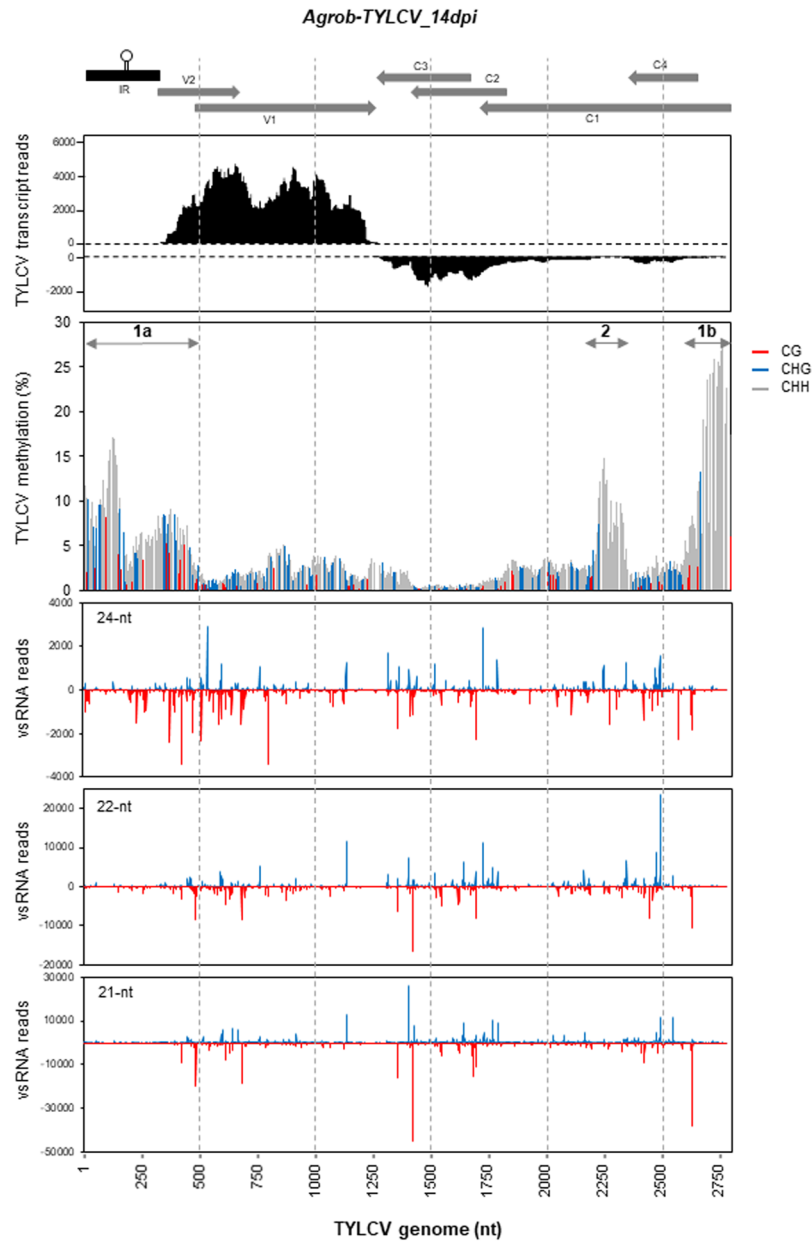 Agrob-TYLCV_14dpi
IR
V2
V1
C3
C2
C4
C1
TYLCV transcript reads
6000
4000
2000
0
0
-2000
TYLCV methylation (%)
30
25
20
15
10
5
0
1a
2
1b
CG
CHG
CHH
vsRNA reads
24-nt
4000
2000
0
-2000
-4000
vsRNA reads
22-nt
20000
10000
0
-10000
-20000
vsRNA reads
21-nt
30000
10000
-10000
-30000
-50000
1
250
500
750
1000
1250
1500
1750
2000
2250
2500
2750
TYLCV genome (nt)